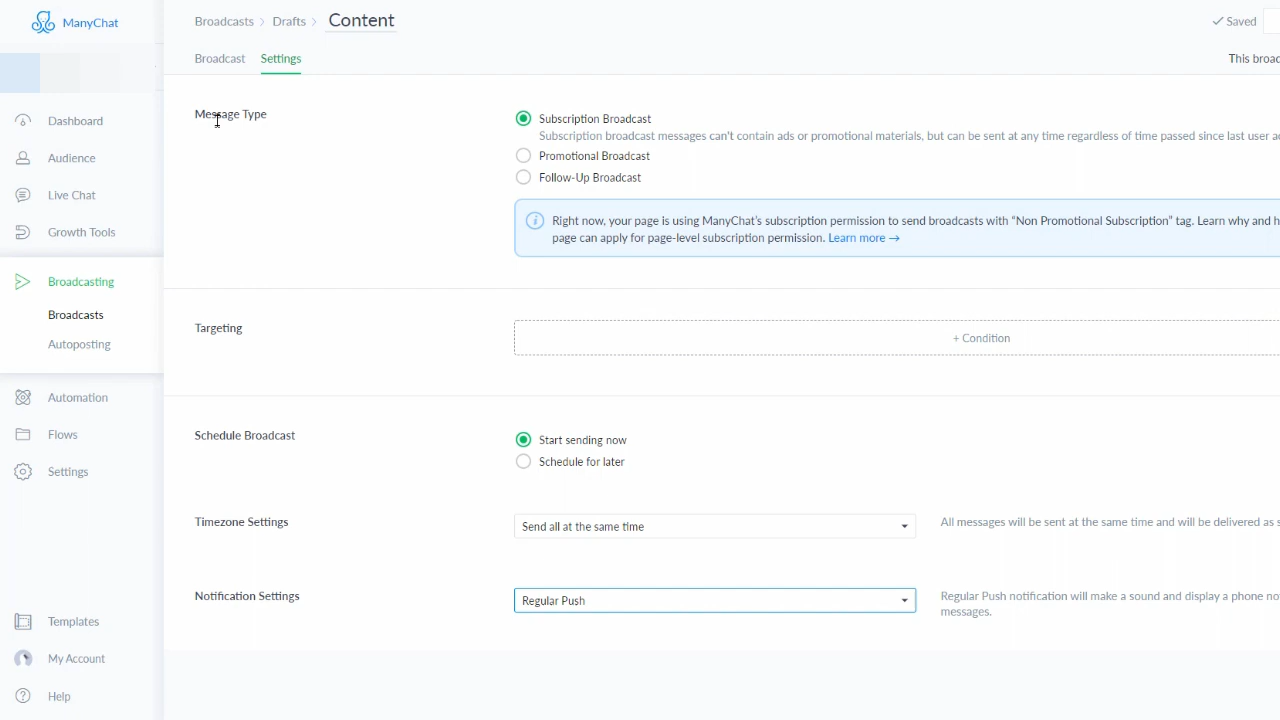 ManyChat
Broadcasts > Drafts > Content
Saved
Broadcast Settings
This broad
Dashboard
Audience
Live Chat
Growth Tools
Broadcasting
Broadcasts
Autoposting
Automation
Flows
Settings
Templates
My Account
Help
Message Type
Subscription Broadcast
Subscription broadcast messages can't contain ads or promotional materials, but can be sent at any time regardless of time passed since last user a
Promotional Broadcast
Follow-Up Broadcast
Right now, your page is using ManyChat's subscription permission to send broadcasts with “Non Promotional Subscription” tag. Learn why and h
page can apply for page-level subscription permission. Learn more →
Targeting
+ Condition
Schedule Broadcast
Start sending now
Schedule for later
Timezone Settings
Send all at the same time
All messages will be sent at the same time and will be delivered as s
Notification Settings
Regular Push
Regular Push notification will make a sound and display a phone no
messages.